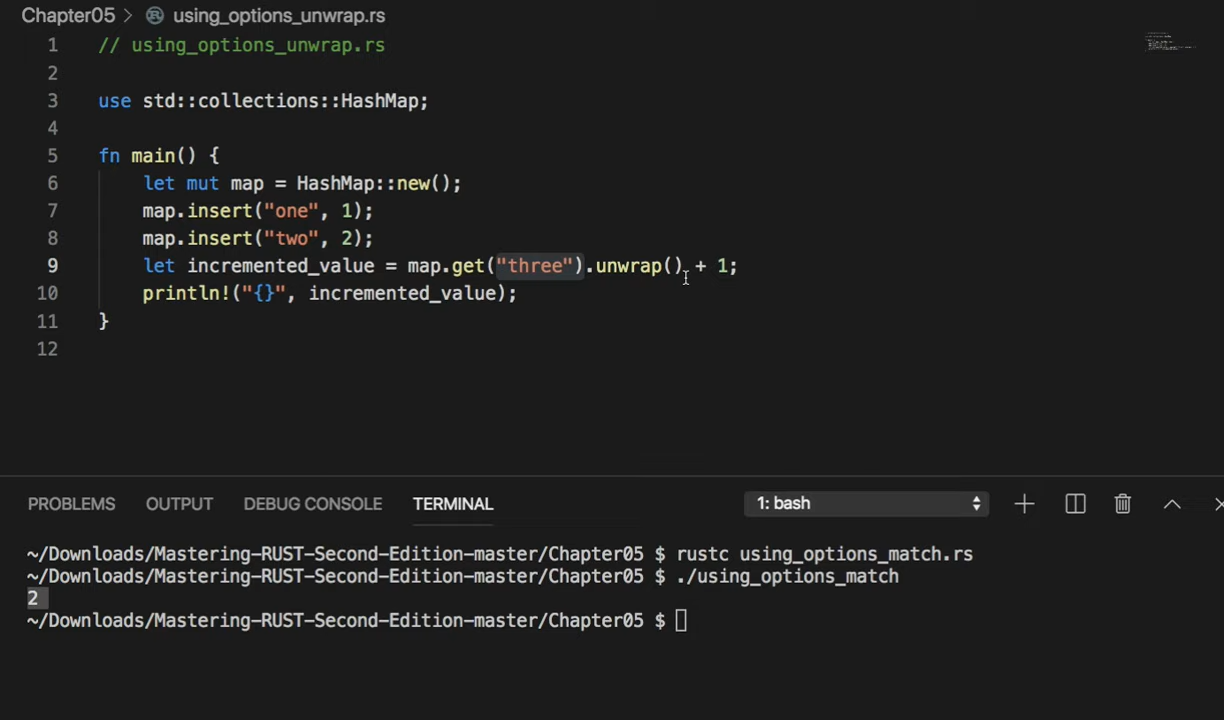 Chapter05 > using_options_unwrap.rs
1 // using_options_unwrap.rs
2
3 use std::collections::HashMap;
4
5 fn main() {
6 let mut map = HashMap::new();
7 map.insert("one", 1);
8 map.insert("two", 2);
9 let incremented_value = map.get("three").unwrap() + 1;
10 println!("{}", incremented_value);
11 }
12
PROBLEMS OUTPUT DEBUG CONSOLE TERMINAL 1: bash
~/Downloads/Mastering-RUST-Second-Edition-master/Chapter05 $ rustc using_options_match.rs
~/Downloads/Mastering-RUST-Second-Edition-master/Chapter05 $ ./using_options_match
2
~/Downloads/Mastering-RUST-Second-Edition-master/Chapter05 $